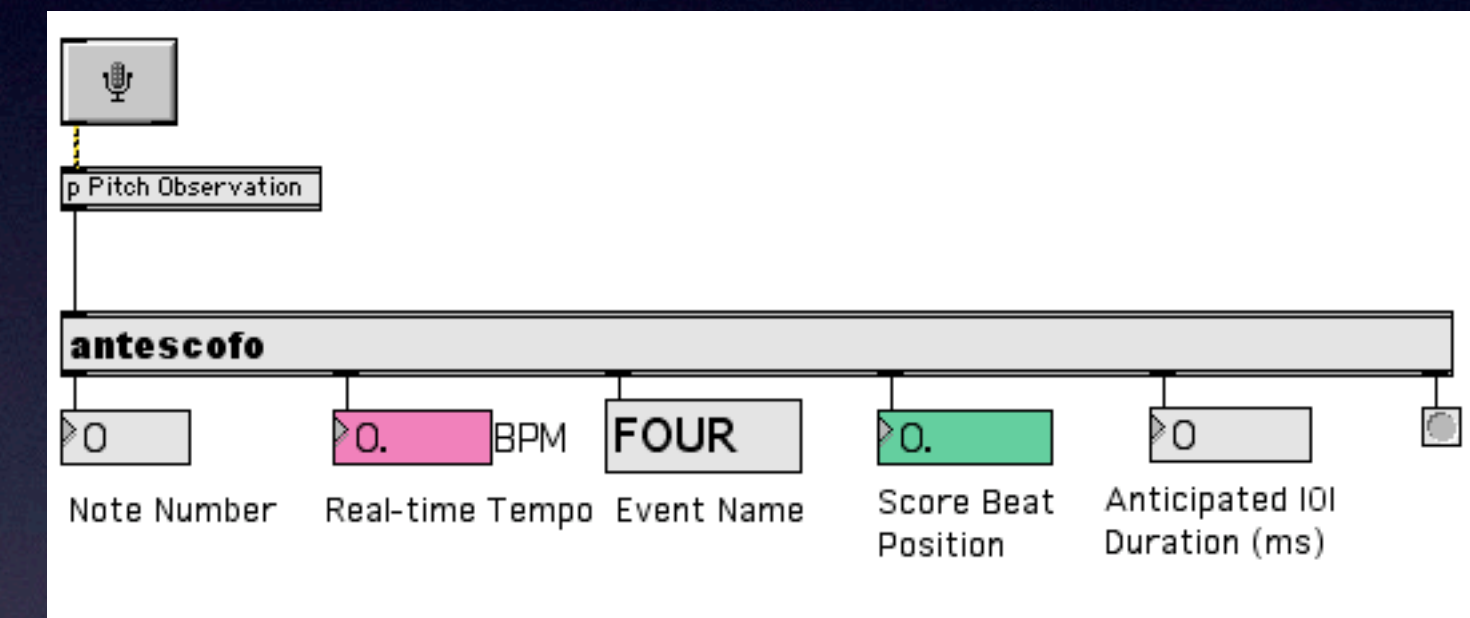 p Pitch Observation
antescofo
0
0.
BPM
FOUR
0.
0
Note Number
Real-time Tempo
Event Name
Score Beat
Position
Anticipated IOI
Duration (ms)